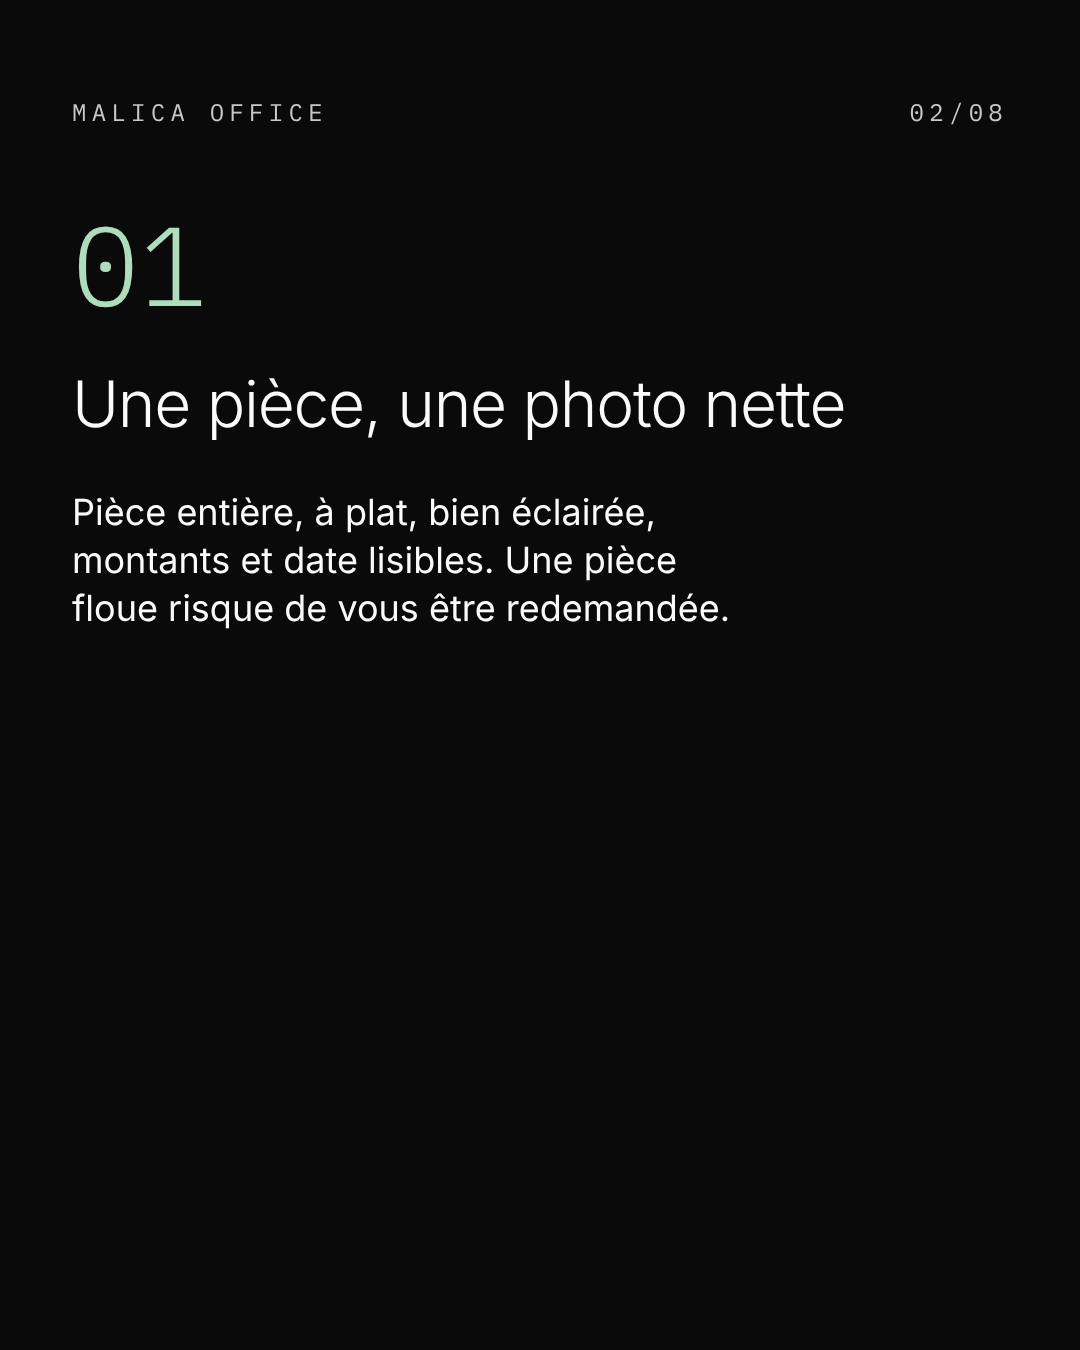 MALICA OFFICE
02/08
01
Une pièce, une photo nette
Pièce entière, à plat, bien éclairée,
montants et date lisibles. Une pièce
floue risque de vous être redemandée.